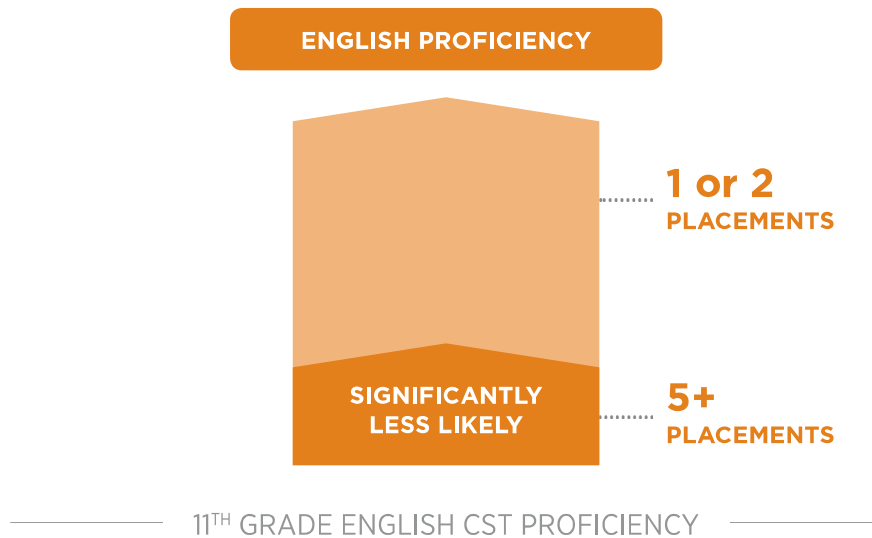 ENGLISH PROFICIENCY
1 or 2
PLACEMENTS
SIGNIFICANTLY
LESS LIKELY
5+
PLACEMENTS
11TH GRADE ENGLISH CST PROFICIENCY